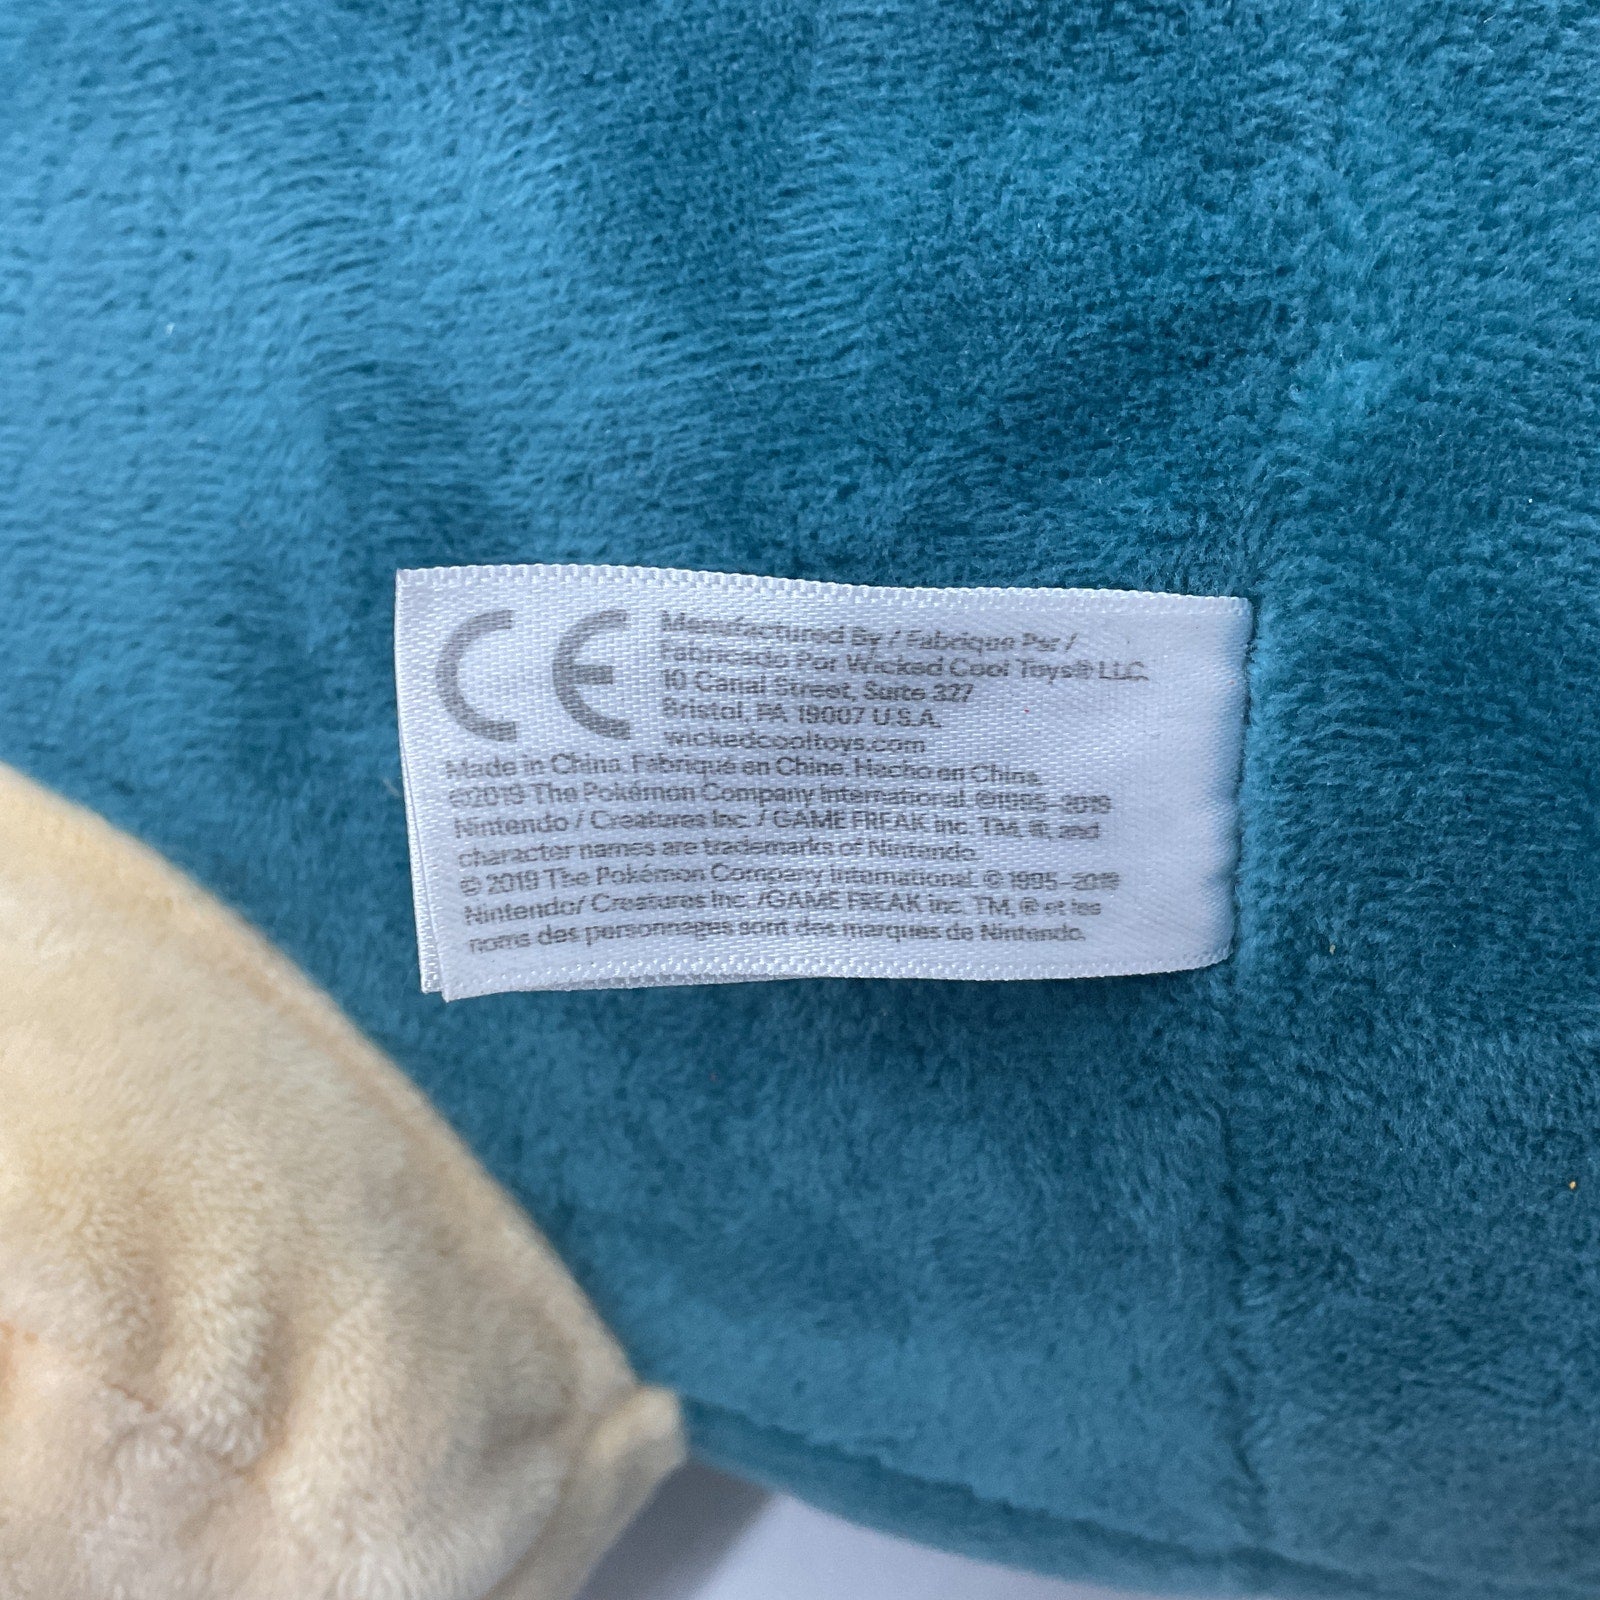 CE
Manufactured By / Fabrique Par /
Fabricado Por Wicked Cool Toys® LLC.
10 Canal Street, Suite 327
Bristol, PA 19007 U.S.A.
wickedcooltoys.com
Made in China. Fabriqué en Chine. Hecho en China.
©2019 The Pokémon Company International. ©1995–2019
Nintendo / Creatures Inc. / GAME FREAK inc. TM, ®, and
character names are trademarks of Nintendo.
© 2019 The Pokémon Company International. © 1995–2019
Nintendo/ Creatures Inc. /GAME FREAK inc. TM, ® et les
noms des personnages sont des marques de Nintendo.